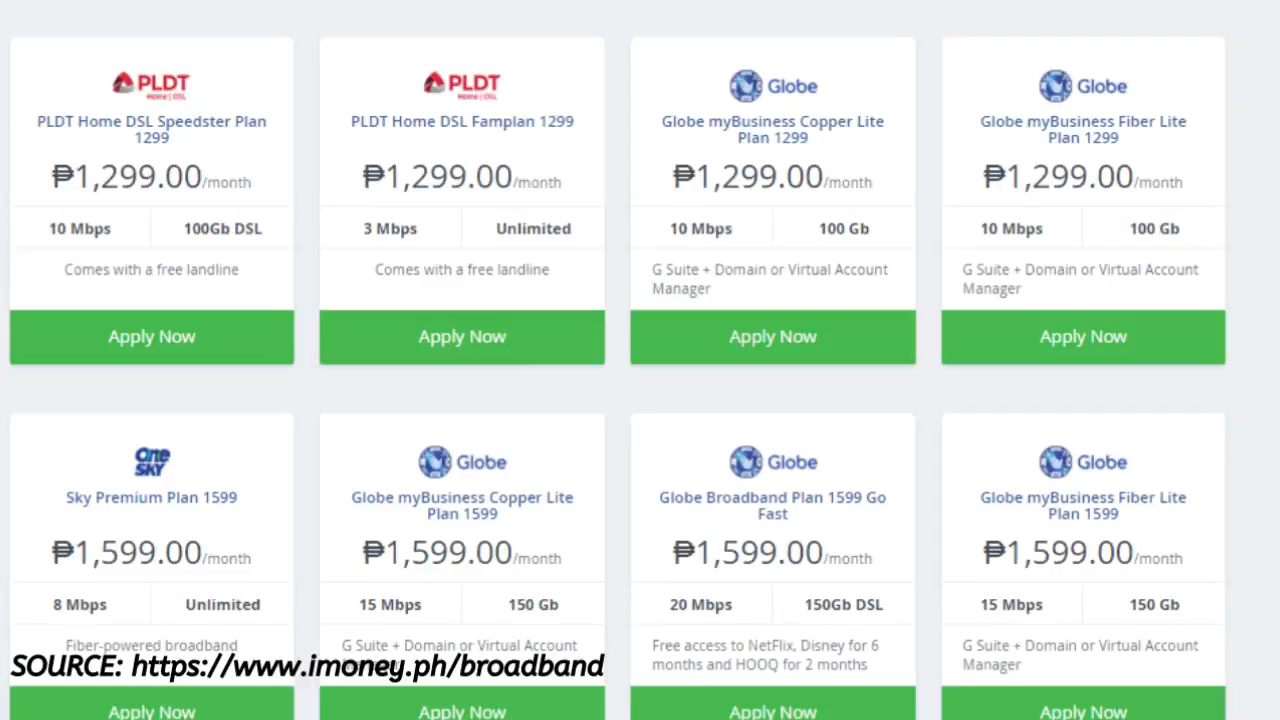 PLDT
Home | DSL
PLDT Home DSL Speedster Plan
1299
₱1,299.00/month
10 Mbps
100Gb DSL
Comes with a free landline
Apply Now
PLDT
Home | DSL
PLDT Home DSL Famplan 1299
₱1,299.00/month
3 Mbps
Unlimited
Comes with a free landline
Apply Now
Globe
Globe myBusiness Copper Lite
Plan 1299
₱1,299.00/month
10 Mbps
100 Gb
G Suite + Domain or Virtual Account
Manager
Apply Now
Globe
Globe myBusiness Fiber Lite
Plan 1299
₱1,299.00/month
10 Mbps
100 Gb
G Suite + Domain or Virtual Account
Manager
Apply Now
One
SKY
Sky Premium Plan 1599
₱1,599.00/month
8 Mbps
Unlimited
Fiber-powered broadband
Apply Now
Globe
Globe myBusiness Copper Lite
Plan 1599
₱1,599.00/month
15 Mbps
150 Gb
G Suite + Domain or Virtual Account
Apply Now
Globe
Globe Broadband Plan 1599 Go
Fast
₱1,599.00/month
20 Mbps
150Gb DSL
Free access to NetFlix, Disney for 6
months and HOOQ for 2 months
Apply Now
Globe
Globe myBusiness Fiber Lite
Plan 1599
₱1,599.00/month
15 Mbps
150 Gb
G Suite + Domain or Virtual Account
Manager
Apply Now
SOURCE: https://www.imoney.ph/broadband